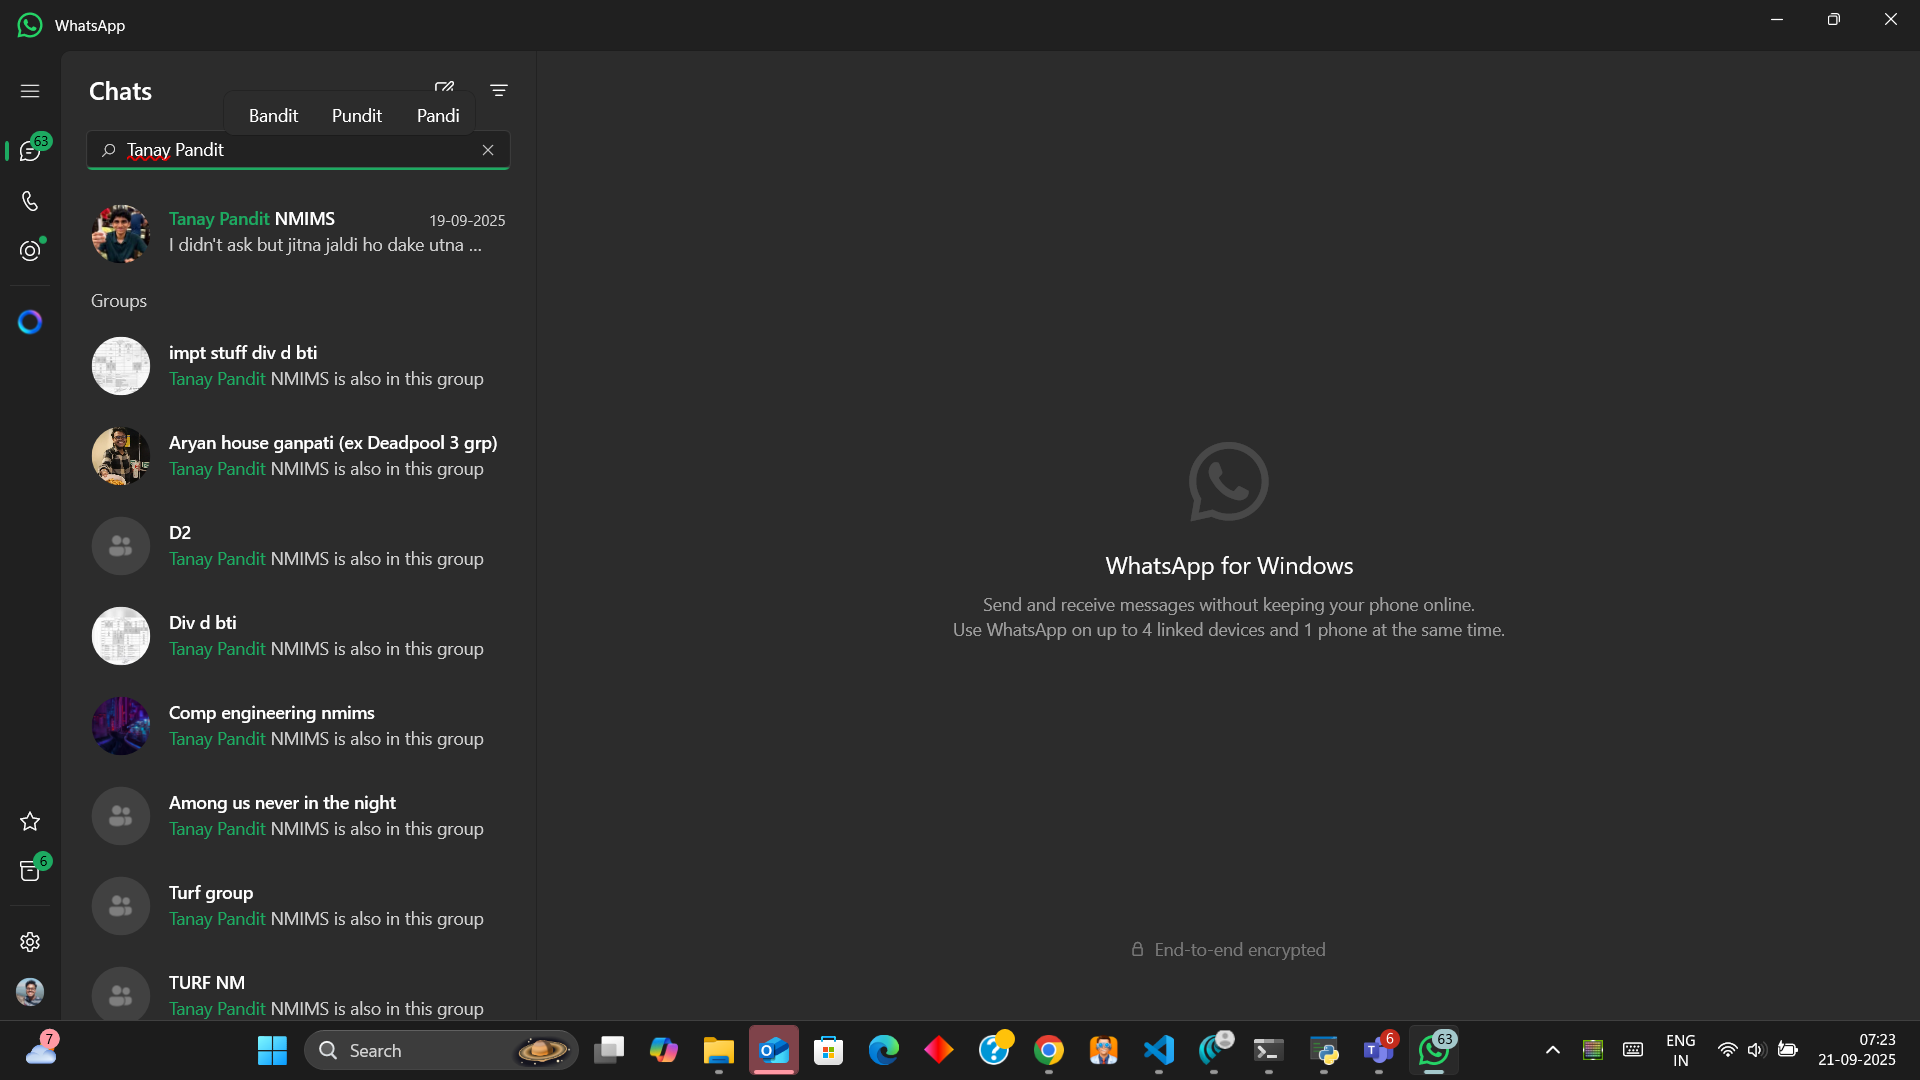 WhatsApp
Chats
Bandit Pundit Pandi
Tanay Pandit
63
Tanay Pandit NMIMS 19-09-2025
I didn't ask but jitna jaldi ho dake utna ...
Groups
impt stuff div d bti
Tanay Pandit NMIMS is also in this group
Aryan house ganpati (ex Deadpool 3 grp)
Tanay Pandit NMIMS is also in this group
D2
Tanay Pandit NMIMS is also in this group
Div d bti
Tanay Pandit NMIMS is also in this group
Comp engineering nmims
Tanay Pandit NMIMS is also in this group
Among us never in the night
Tanay Pandit NMIMS is also in this group
Turf group
Tanay Pandit NMIMS is also in this group
TURF NM
Tanay Pandit NMIMS is also in this group
6
WhatsApp for Windows
Send and receive messages without keeping your phone online.
Use WhatsApp on up to 4 linked devices and 1 phone at the same time.
End-to-end encrypted
7
Search
6
63
ENG
IN
07:23
21-09-2025